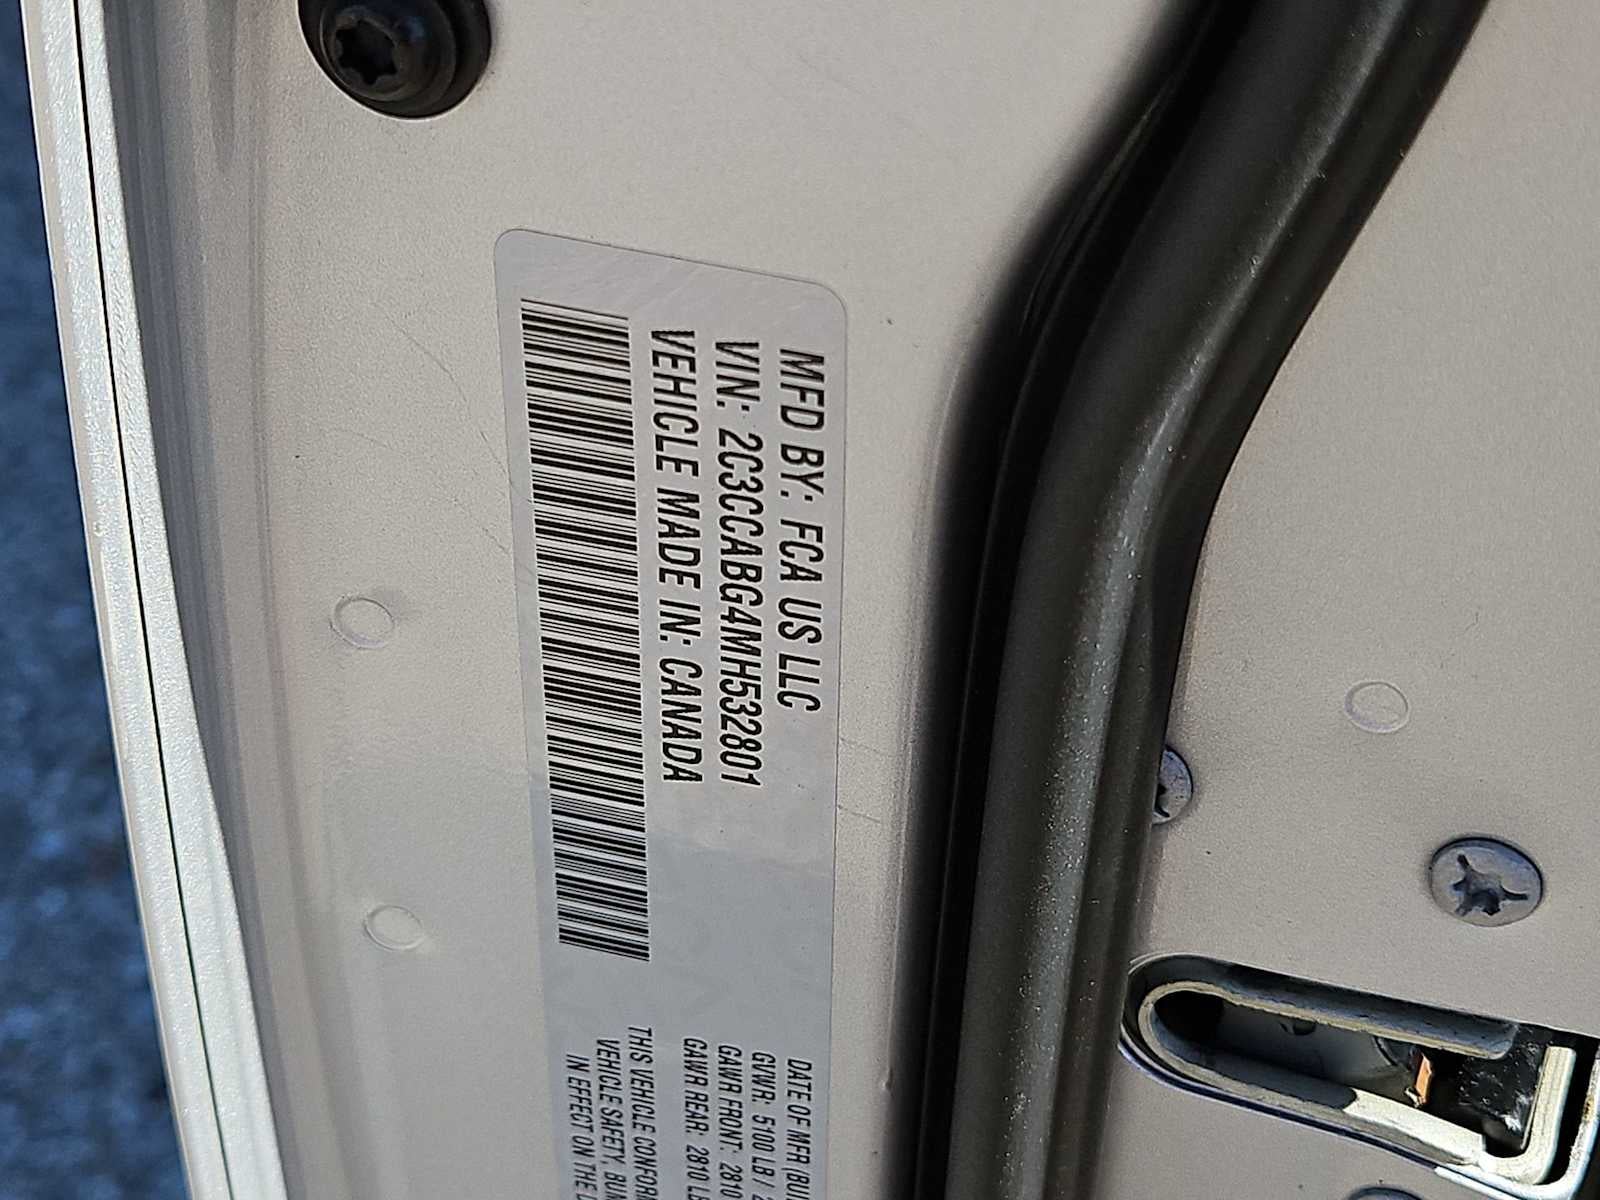 MFD BY: FCA US LLC
VIN: 2C3CCABG4MH532801
VEHICLE MADE IN: CANADA
DATE OF MFR
GVWR: 5100 LB /
GAWR FRONT: 2810
GAWR REAR: 2810
THIS VEHICLE
VEHICLE SAFETY,
IN EFFECT ON THE